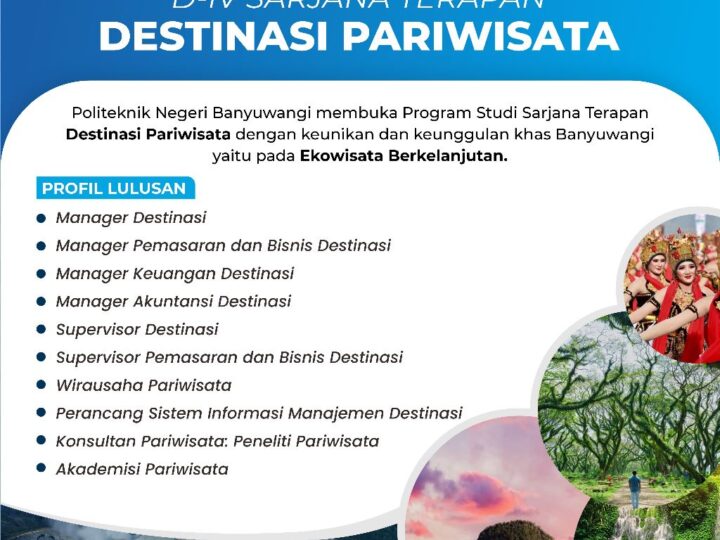 D-IV SARJANA TERAPAN
DESTINASI PARIWISATA
Politeknik Negeri Banyuwangi membuka Program Studi Sarjana Terapan
Destinasi Pariwisata dengan keunikan dan keunggulan khas Banyuwangi
yaitu pada Ekowisata Berkelanjutan.
PROFIL LULUSAN
Manager Destinasi
Manager Pemasaran dan Bisnis Destinasi
Manager Keuangan Destinasi
Manager Akuntansi Destinasi
Supervisor Destinasi
Supervisor Pemasaran dan Bisnis Destinasi
Wirausaha Pariwisata
Perancang Sistem Informasi Manajemen Destinasi
Konsultan Pariwisata: Peneliti Pariwisata
Akademisi Pariwisata